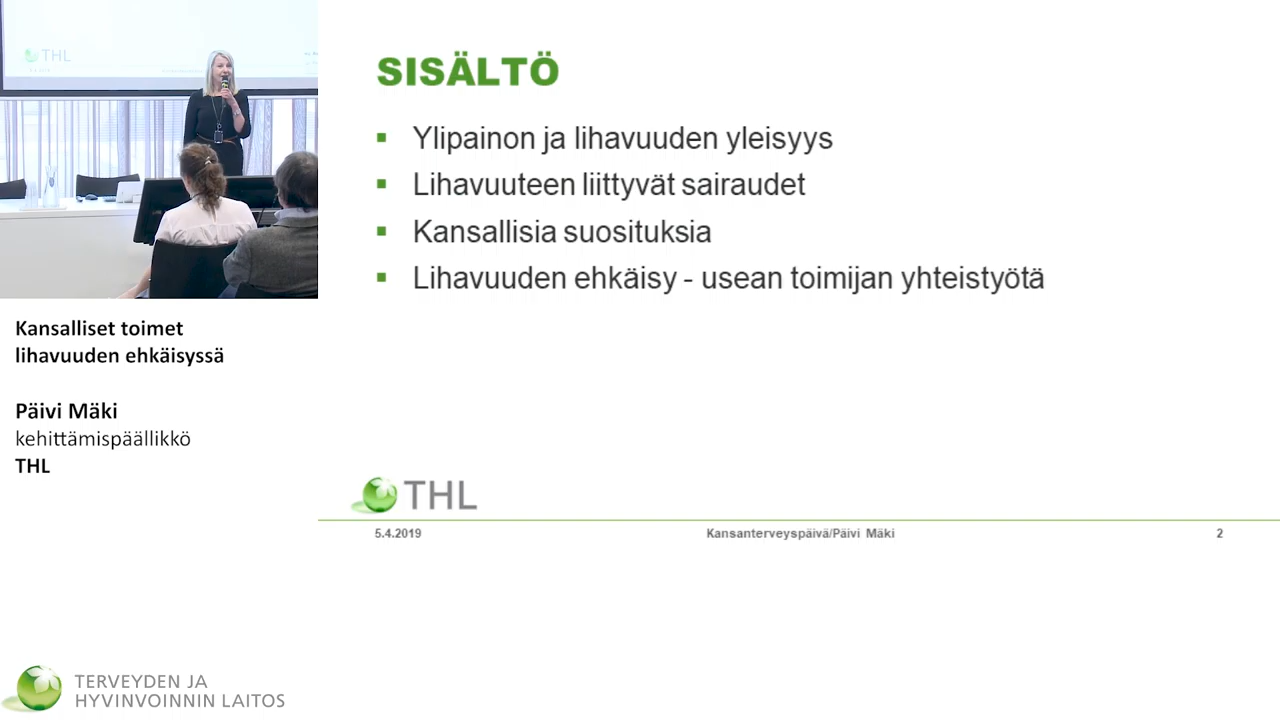 THL
SISÄLTÖ
Ylipainon ja lihavuuden yleisyys
Lihavuuteen liittyvät sairaudet
Kansallisia suosituksia
Lihavuuden ehkäisy - usean toimijan yhteistyötä
Kansalliset toimet
lihavuuden ehkäisyssä
Päivi Mäki
kehittämispäällikkö
THL
THL
5.4.2019
Kansanterveyspäivä/Päivi Mäki
2
TERVEYDEN JA
HYVINVOINNIN LAITOS